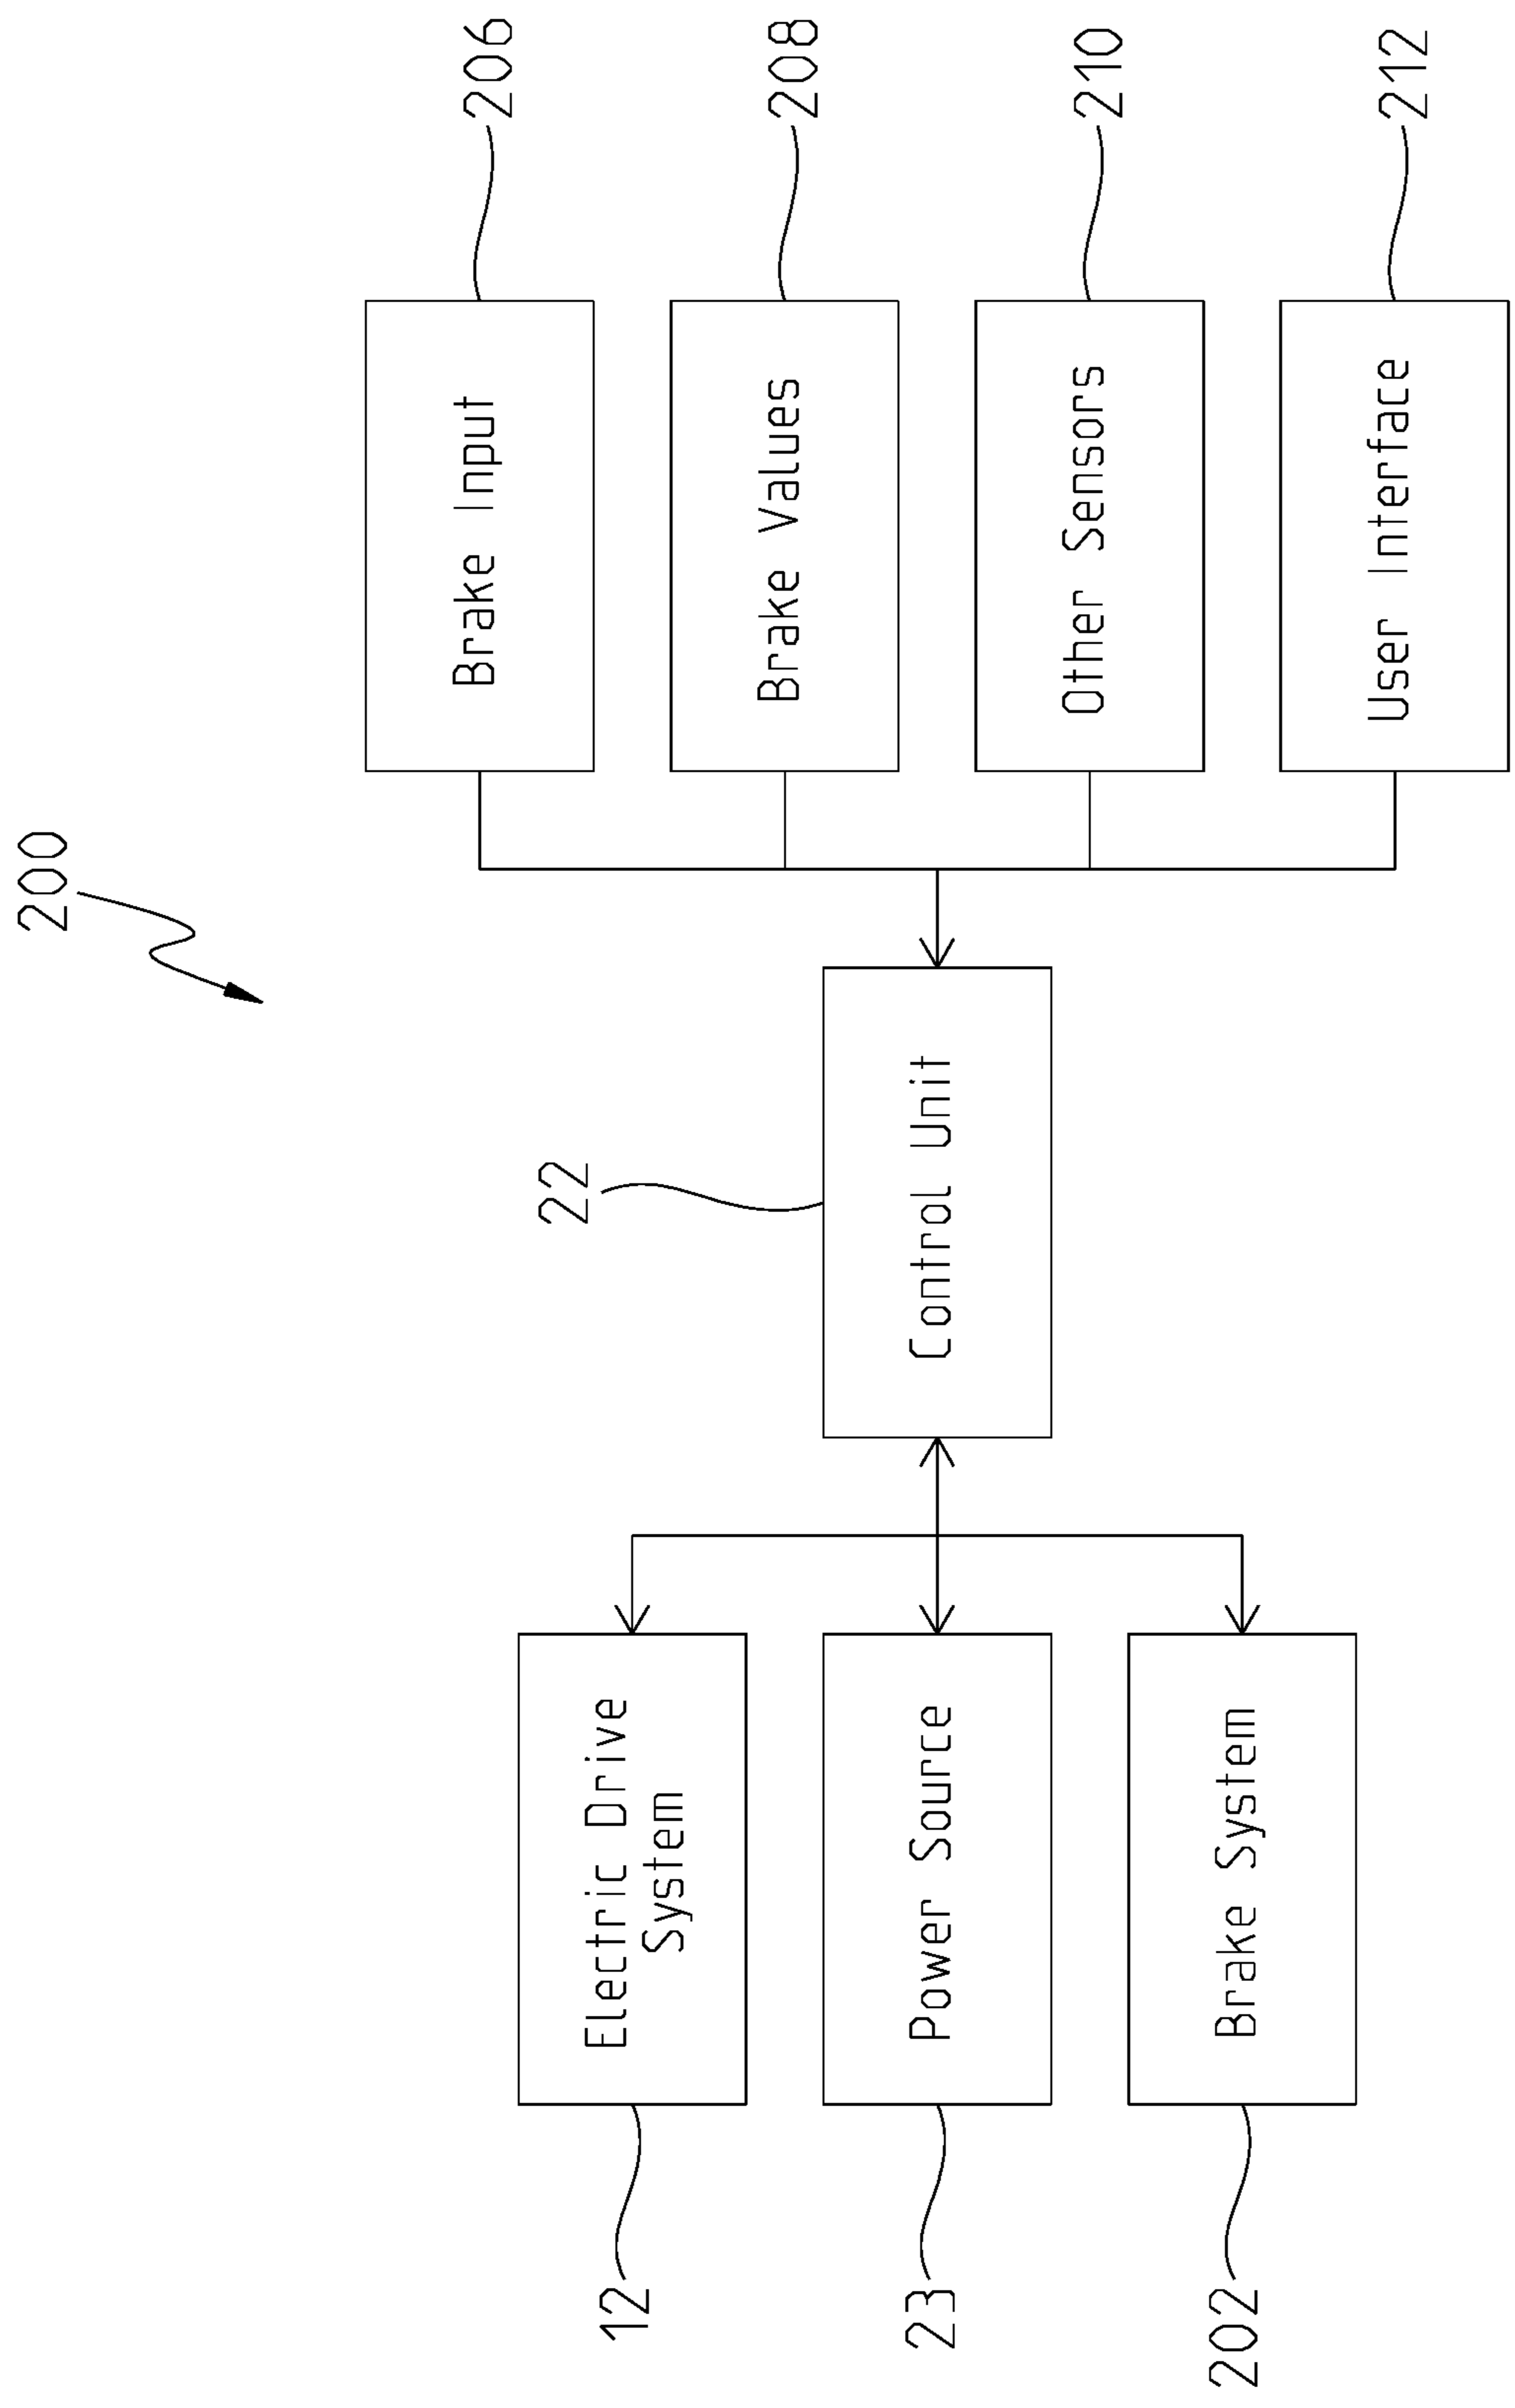 200
12
Electric Drive
System
23
Power Source
202
Brake System
22
Control Unit
Brake Input
206
Brake Values
208
Other Sensors
210
User Interface
212